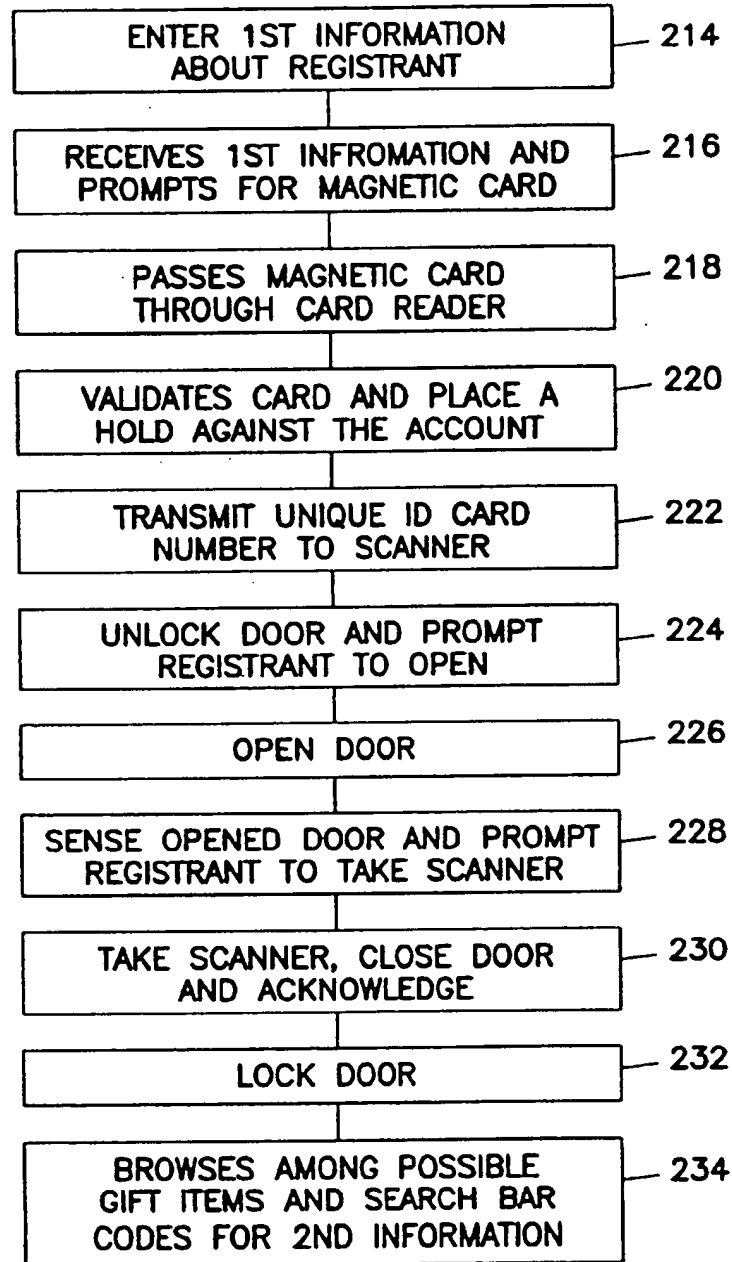 ENTER 1ST INFORMATION
ABOUT REGISTRANT
214
RECEIVES 1ST INFROMATION AND
PROMPTS FOR MAGNETIC CARD
216
PASSES MAGNETIC CARD
THROUGH CARD READER
218
VALIDATES CARD AND PLACE A
HOLD AGAINST THE ACCOUNT
220
TRANSMIT UNIQUE ID CARD
NUMBER TO SCANNER
222
UNLOCK DOOR AND PROMPT
REGISTRANT TO OPEN
224
OPEN DOOR
226
SENSE OPENED DOOR AND PROMPT
REGISTRANT TO TAKE SCANNER
228
TAKE SCANNER, CLOSE DOOR
AND ACKNOWLEDGE
230
LOCK DOOR
232
BROWSES AMONG POSSIBLE
GIFT ITEMS AND SEARCH BAR
CODES FOR 2ND INFORMATION
234